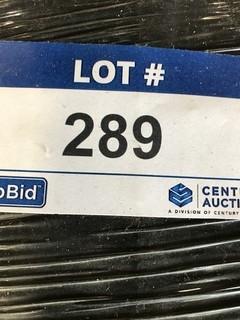 LOT #
289
oBid
CENT
AUCTI
A DIVISION OF CENTURY